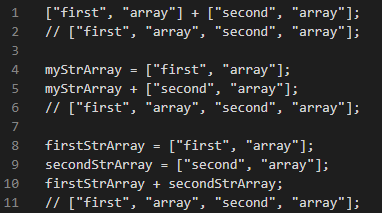 1 ["first", "array"] + ["second", "array"];
2 // ["first", "array", "second", "array"];
3
4 myStrArray = ["first", "array"];
5 myStrArray + ["second", "array"];
6 // ["first", "array", "second", "array"];
7
8 firstStrArray = ["first", "array"];
9 secondStrArray = ["second", "array"];
10 firstStrArray + secondStrArray;
11 // ["first", "array", "second", "array"];